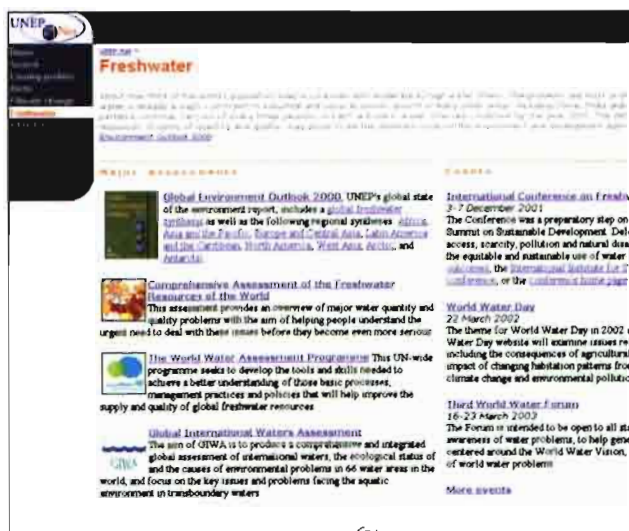 UNEP
Net
Freshwater
Freshwater
Environment Outlook 2000
Major Assessments
Global Environment Outlook 2000, UNEP's global state
of the environment report, includes a global freshwater
synthesis as well as the following regional syntheses: Africa,
Asia and the Pacific, Europe and Central Asia, Latin America
and the Caribbean, North America, West Asia, Arctic, and
Antarctic
Comprehensive Assessment of the Freshwater
Resources of the World
This assessment provides an overview of major water quantity and
quality problems with the aim of helping people understand the
urgent need to deal with these issues before they become even more serious
The World Water Assessment Programme This UN-wide
programme seeks to develop the tools and skills needed to
achieve a better understanding of those basic processes,
management practices and policies that will help improve the
supply and quality of global freshwater resources
Global International Waters Assessment
The aim of GIWA is to produce a comprehensive and integrated
global assessment of international waters, the ecological status of
and the causes of environmental problems in 66 water areas in the
world, and focus on the key issues and problems facing the aquatic
environment in transboundary waters
GIWA
Events
International Conference on Freshw
3-7 December 2001
The Conference was a preparatory step on
Summit on Sustainable Development. Dele
access, scarcity, pollution and natural disa
the equitable and sustainable use of water
outcomes, the International Institute for S
conference, or the conference home page
World Water Day
22 March 2002
The theme for World Water Day in 2002 i
Water Day website will examine issues re
including the consequences of agricultural
impact of changing habitation patterns from
climate change and environmental pollutio
Third World Water Forum
16-23 March 2003
The Forum is intended to be open to all sta
awareness of water problems, to help gene
centered around the World Water Vision,
of world water problems
More events